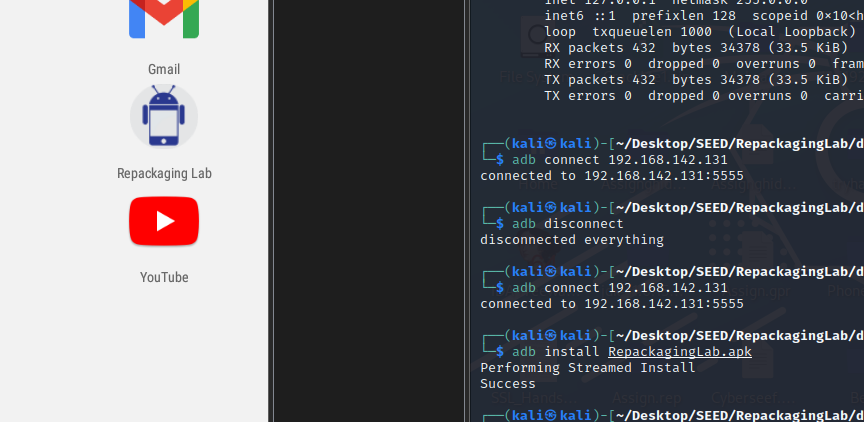 Gmail
Repackaging Lab
YouTube
inet 127.0.0.1 netmask 255.0.0.0
inet6 ::1 prefixlen 128 scopeid 0×10<h
loop txqueuelen 1000 (Local Loopback)
RX packets 432 bytes 34378 (33.5 KiB)
RX errors 0 dropped 0 overruns 0 fram
TX packets 432 bytes 34378 (33.5 KiB)
TX errors 0 dropped 0 overruns 0 carri
┌──(kali㉿kali)-[~/Desktop/SEED/RepackagingLab/d
└─$ adb connect 192.168.142.131
connected to 192.168.142.131:5555
┌──(kali㉿kali)-[~/Desktop/SEED/RepackagingLab/d
└─$ adb disconnect
disconnected everything
┌──(kali㉿kali)-[~/Desktop/SEED/RepackagingLab/d
└─$ adb connect 192.168.142.131
connected to 192.168.142.131:5555
┌──(kali㉿kali)-[~/Desktop/SEED/RepackagingLab/d
└─$ adb install RepackagingLab.apk
Performing Streamed Install
Success
┌──(kali㉿kali)-[~/Desktop/SEED/RepackagingLab/d